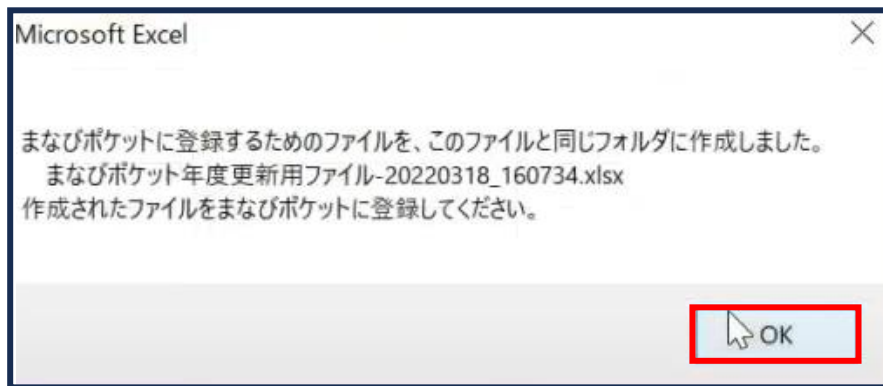 Microsoft Excel
まなびポケットに登録するためのファイルを、このファイルと同じフォルダに作成しました。
まなびポケット年度更新用ファイル-20220318_160734.xlsx
作成されたファイルをまなびポケットに登録してください。
OK